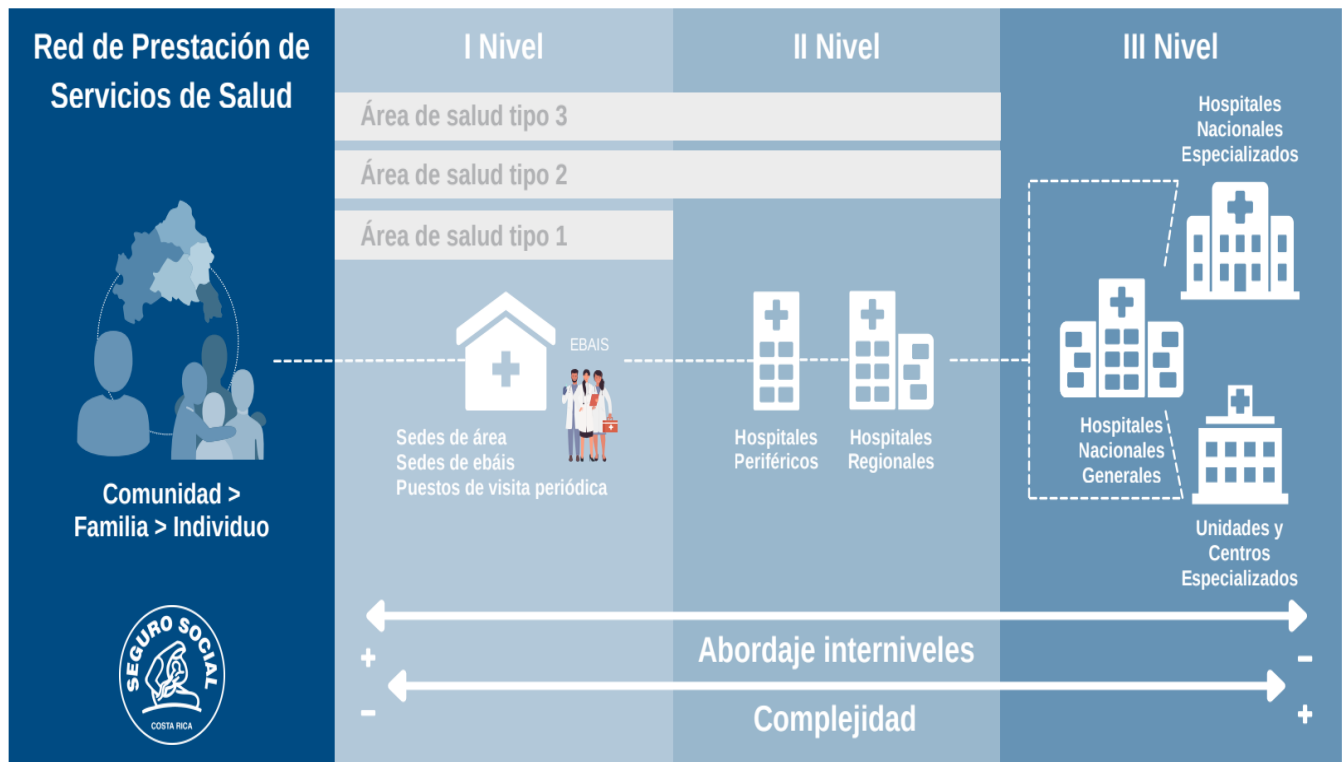 Red de Prestación de
Servicios de Salud
I Nivel
II Nivel
III Nivel
Área de salud tipo 3
Área de salud tipo 2
Área de salud tipo 1
Hospitales
Nacionales
Especializados
EBAIS
Sedes de área
Sedes de ebáis
Puestos de visita periódica
Hospitales
Periféricos
Hospitales
Regionales
Hospitales
Nacionales
Generales
Unidades y
Centros
Especializados
Comunidad >
Familia > Individuo
SEGURO SOCIAL
COSTA RICA
Abordaje interniveles
+
−
Complejidad
−
+